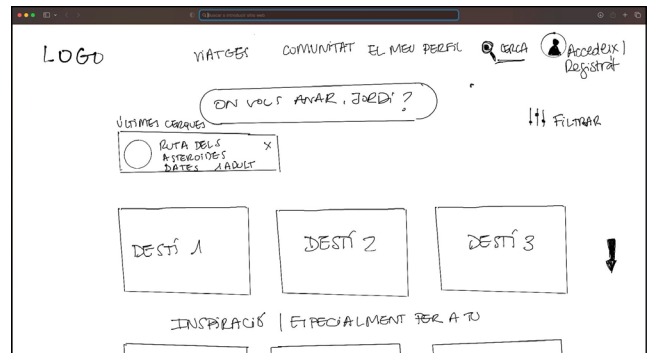 LOGO
VIATGES
COMUNITAT
EL MEU PERFIL
CERCA
Accedeix |
Registra't
ON VOLS ANAR, JORDI?
ÚLTIMES CERQUES
FILTRAR
RUTA DELS X
ASTEROIDES
DATES 1 ADULT
DESTÍ 1
DESTÍ 2
DESTÍ 3
INSPIRACIÓ | ESPECIALMENT PER A TU